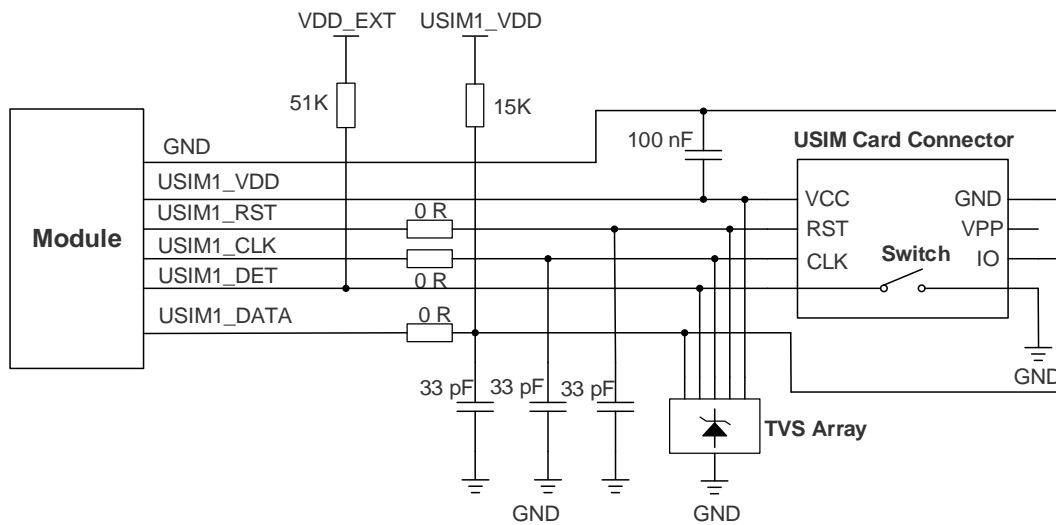 VDD_EXT USIM1_VDD
51K 15K
100 nF
USIM Card Connector
GND
USIM1_VDD
USIM1_RST
USIM1_CLK
USIM1_DET
USIM1_DATA
Module
0 R
0 R
0 R
VCC GND
RST VPP
CLK IO
Switch
GND
33 pF 33 pF 33 pF
TVS Array
GND GND